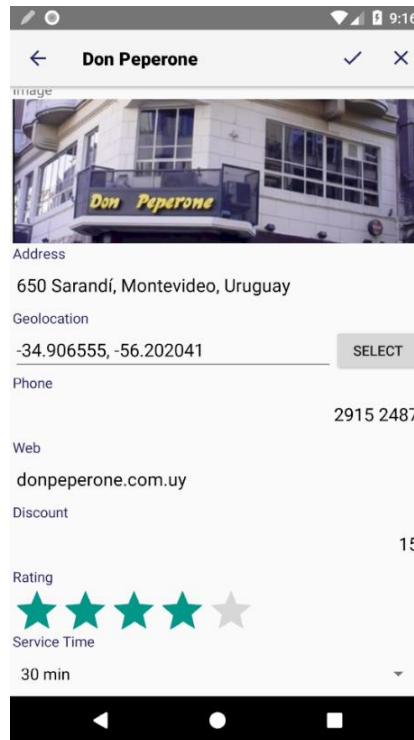 9:16
Don Peperone
Image
Don Peperone
Address
650 Sarandí, Montevideo, Uruguay
Geolocation
-34.906555, -56.202041
SELECT
Phone
2915 2487
Web
donpeperone.com.uy
Discount
15
Rating
Service Time
30 min